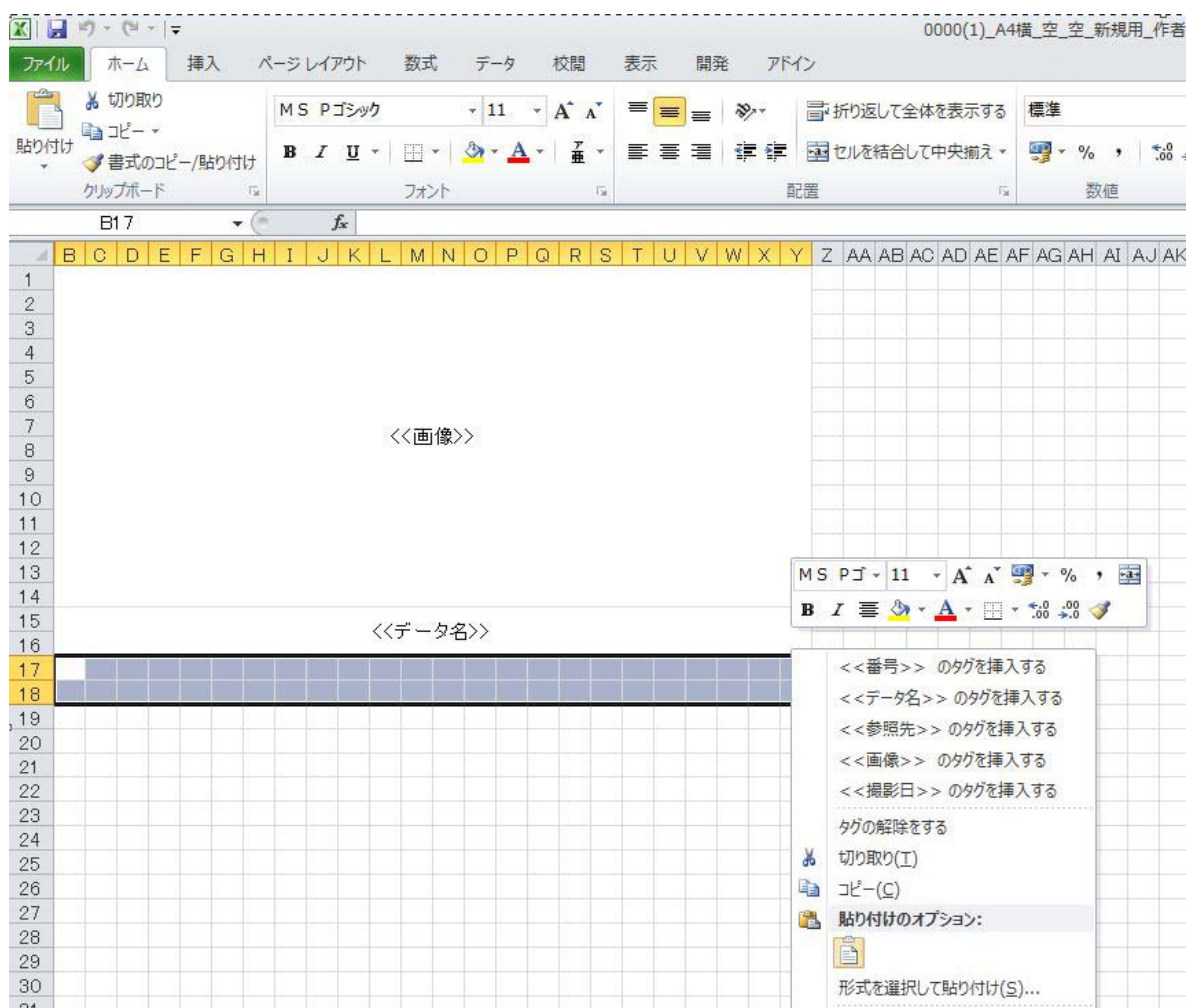 0000(1)_A4横_空_空_新規用_作者
ファイル ホーム 挿入 ページ レイアウト 数式 データ 校閲 表示 開発 アドイン
貼り付け
切り取り
コピー
書式のコピー/貼り付け
クリップボード
MS Pゴシック 11 A A
B I U A ア亜
フォント
折り返して全体を表示する
セルを結合して中央揃え
配置
標準
% , .0 .00
数値
B17 fx
B C D E F G H I J K L M N O P Q R S T U V W X Y Z AA AB AC AD AE AF AG AH AI AJ AK
1
2
3
4
5
6
7
<<画像>>
8
9
10
11
12
13
14
15
<<データ名>>
16
17
18
19
20
21
22
23
24
25
26
27
28
29
30
MS Pゴ 11 A A % ,
B I A .0 .00 .00 .0
<<番号>> のタグを挿入する
<<データ名>> のタグを挿入する
<<参照先>> のタグを挿入する
<<画像>> のタグを挿入する
<<撮影日>> のタグを挿入する
タグの解除をする
切り取り(T)
コピー(C)
貼り付けのオプション:
形式を選択して貼り付け(S)...